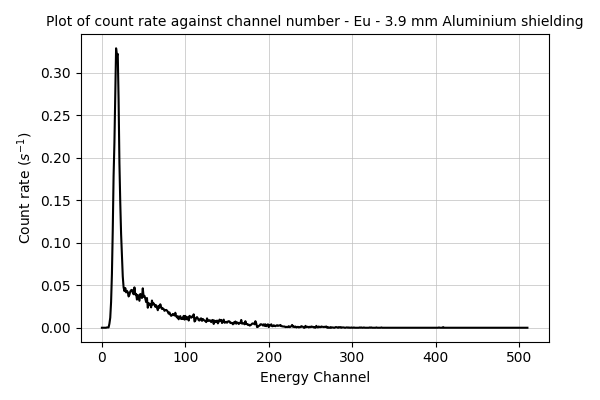 Plot of count rate against channel number - Eu - 3.9 mm Aluminium shielding
0.30
0.25
0.20
0.15
0.10
0.05
0.00
Count rate (s⁻¹)
0 100 200 300 400 500
Energy Channel